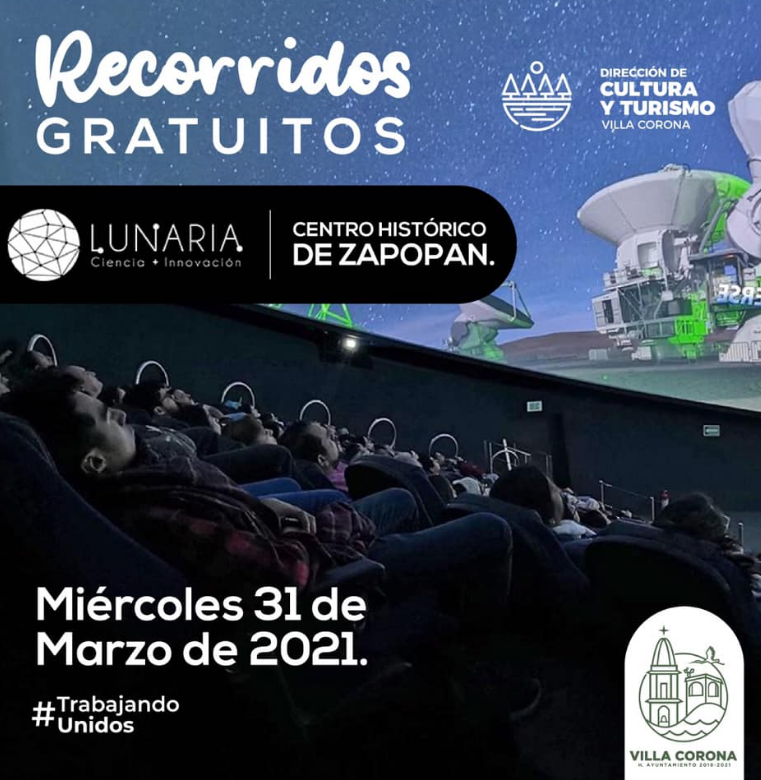 Recorridos
GRATUITOS
DIRECCIÓN DE
CULTURA
Y TURISMO
VILLA CORONA
LUNARIA
Ciencia + Innovación
CENTRO HISTÓRICO
DE ZAPOPAN.
ERSE
Miércoles 31 de
Marzo de 2021.
#Trabajando
Unidos
VILLA CORONA
H. AYUNTAMIENTO 2018-2021